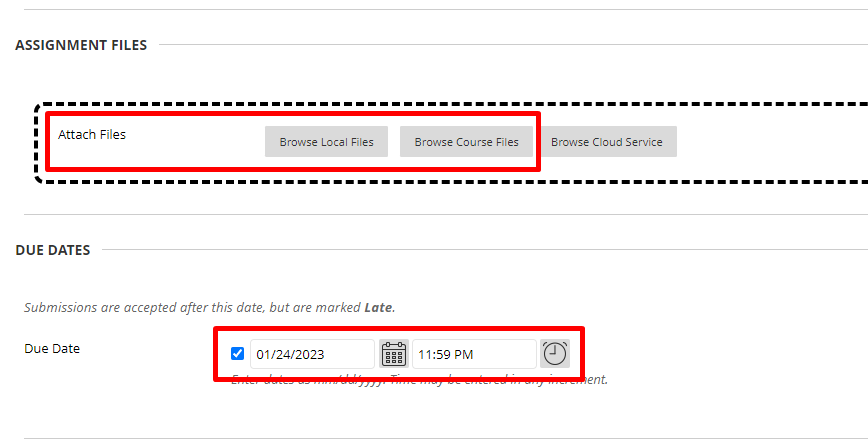 ASSIGNMENT FILES
Attach Files Browse Local Files Browse Course Files Browse Cloud Service
DUE DATES
Submissions are accepted after this date, but are marked Late.
Due Date 01/24/2023 11:59 PM
Enter dates as mm/dd/yyyy. Time may be entered in any increment.